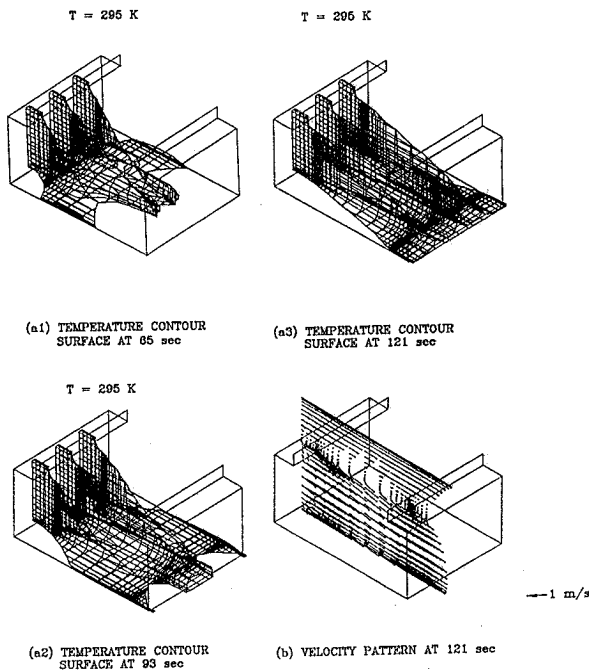 T = 295 K
T = 295 K
(a1) TEMPERATURE CONTOUR
SURFACE AT 65 sec
(a3) TEMPERATURE CONTOUR
SURFACE AT 121 sec
T = 295 K
1 m/s
(a2) TEMPERATURE CONTOUR
SURFACE AT 93 sec
(b) VELOCITY PATTERN AT 121 sec